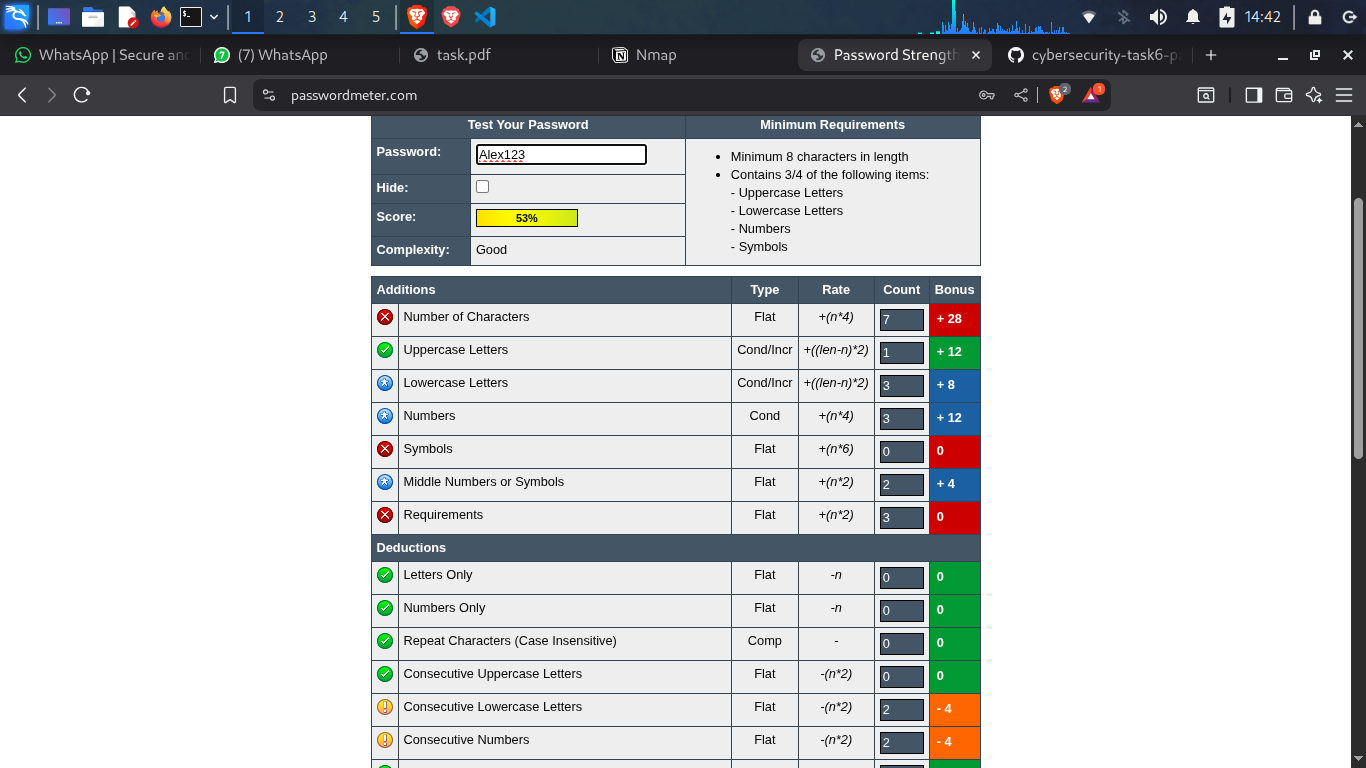 1 2 3 4 5 14:42
WhatsApp | Secure and (7) WhatsApp task.pdf Nmap Password Strength cybersecurity-task6-pa
passwordmeter.com 2 1
Test Your Password Minimum Requirements
Password: Alex123
Hide:
Score: 53%
Complexity: Good
• Minimum 8 characters in length
• Contains 3/4 of the following items:
- Uppercase Letters
- Lowercase Letters
- Numbers
- Symbols
Additions Type Rate Count Bonus
Number of Characters Flat +(n*4) 7 + 28
Uppercase Letters Cond/Incr +((len-n)*2) 1 + 12
Lowercase Letters Cond/Incr +((len-n)*2) 3 + 8
Numbers Cond +(n*4) 3 + 12
Symbols Flat +(n*6) 0 0
Middle Numbers or Symbols Flat +(n*2) 2 + 4
Requirements Flat +(n*2) 3 0
Deductions
Letters Only Flat -n 0 0
Numbers Only Flat -n 0 0
Repeat Characters (Case Insensitive) Comp - 0 0
Consecutive Uppercase Letters Flat -(n*2) 0 0
Consecutive Lowercase Letters Flat -(n*2) 2 - 4
Consecutive Numbers Flat -(n*2) 2 - 4